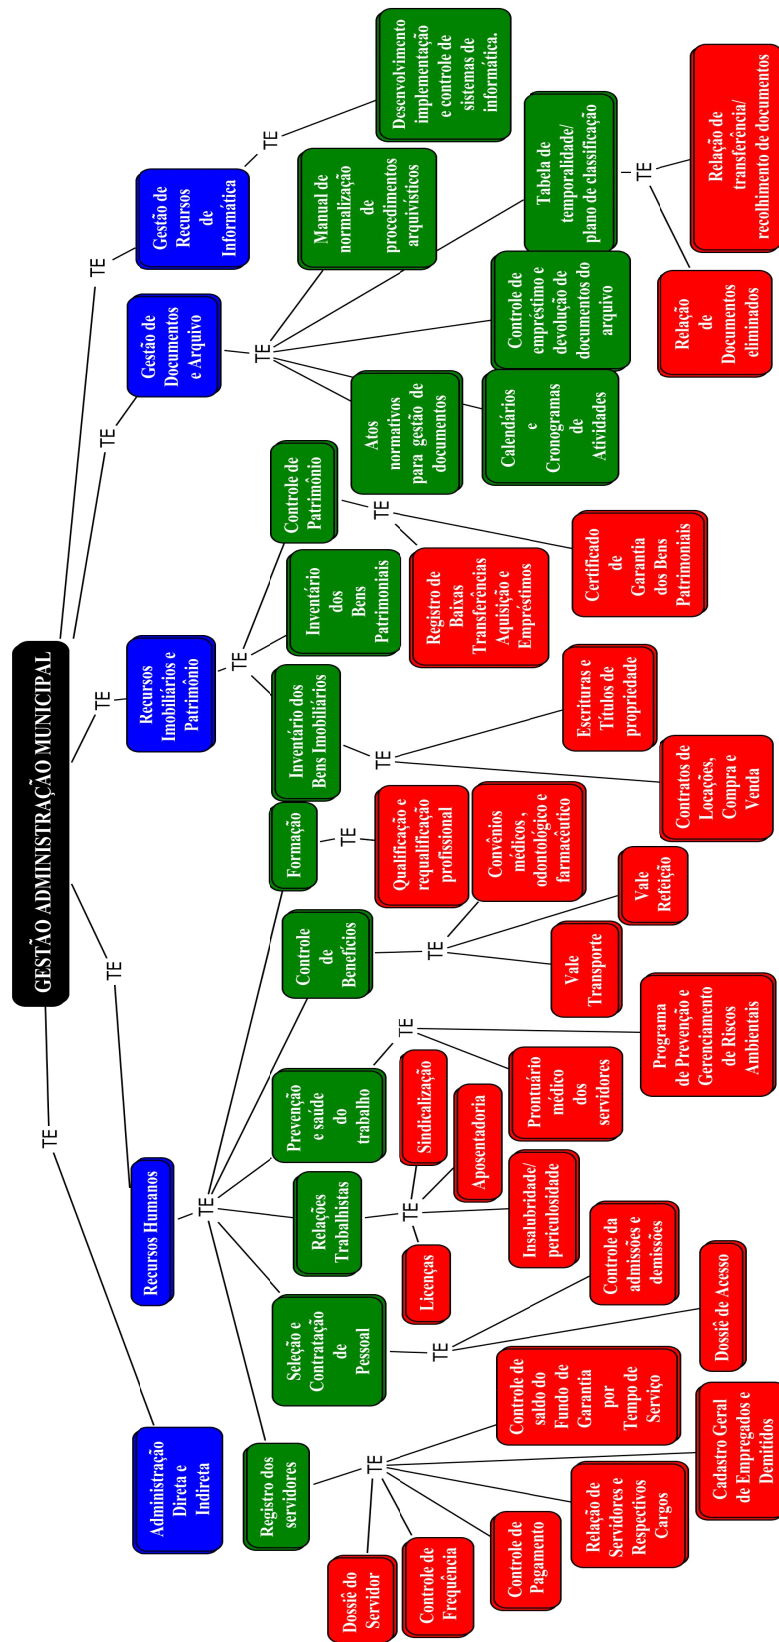 GESTÃO ADMINISTRAÇÃO MUNICIPAL
TE
TE
TE
TE
TE
Administração
Direta e
Indireta
Recursos Humanos
Recursos
Imobiliários e
Patrimônio
Gestão de
Documentos
e Arquivo
Gestão de
Recursos
de
Informática
TE
TE
TE
TE
Registro dos
servidores
Seleção e
Contratação
de
Pessoal
Relações
Trabalhistas
Prevenção
e saúde
do
trabalho
Controle
de
Benefícios
Formação
Inventário dos
Bens Imobiliários
Inventário
dos
Bens
Patrimoniais
Controle de
Patrimônio
Atos
normativos
para gestão de
documentos
Calendários
e
Cronogramas
de
Atividades
Controle de
empréstimo e
devolução de
documentos do
arquivo
Manual de
normalização
de
procedimentos
arquivísticos
Tabela de
temporalidade/
plano de classificação
Desenvolvimento
implementação
e controle de
sistemas de
informática.
TE
TE
TE
TE
TE
TE
TE
TE
TE
Dossiê do
Servidor
Controle de
Frequência
Controle de
Pagamento
Relação de
Servidores e
Respectivos
Cargos
Cadastro Geral
de Empregados e
Demitidos
Controle de
saldo do
Fundo de
Garantia
por
Tempo de
Serviço
Dossiê de Acesso
Controle da
admissões e
demissões
Licenças
Insalubridade/
periculosidade
Aposentadoria
Sindicalização
Prontuário
médico
dos
servidores
Programa
de Prevenção e
Gerenciamento
de Riscos
Ambientais
Vale
Transporte
Vale
Refeição
Convênios
médicos ,
odontológico e
farmacêutico
Qualificação e
requalificação
profissional
Contratos de
Locações,
Compra e
Venda
Escrituras e
Títulos de
propriedade
Registro de
Baixas
Transferências
Aquisição e
Empréstimos
Certificado
de
Garantia
dos Bens
Patrimoniais
Relação
de
Documentos
eliminados
Relação de
transferência/
recolhimento de documentos